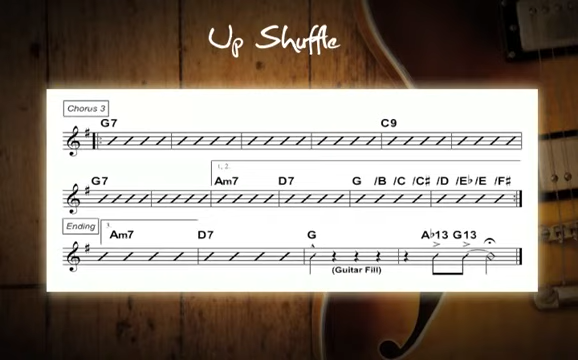 Up Shuffle
Chorus 3
G7 C9
1, 2.
G7 Am7 D7 G /B /C /C♯ /D /E♭ /E /F♯
Ending
3.
Am7 D7 G A♭13 G13
(Guitar Fill)